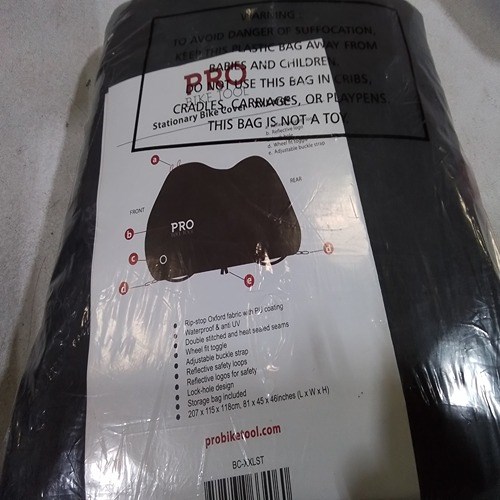 WARNING
TO AVOID DANGER OF SUFFOCATION,
KEEP THIS PLASTIC BAG AWAY FROM
BABIES AND CHILDREN.
DO NOT USE THIS BAG IN CRIBS,
CRADLES, CARRIAGES, OR PLAYPENS.
THIS BAG IS NOT A TOY
PRO
BIKE TOOL
Stationary Bike Cover
b. Reflective logo
d. Wheel fit toggle
e. Adjustable buckle strap
a
REAR
FRONT
b
PRO
c
d
d
e
Rip-stop Oxford fabric with PU coating
Waterproof & anti UV
Double stitched and heat sealed seams
Wheel fit toggle
Adjustable buckle strap
Reflective safety loops
Reflective logos for safety
Lock-hole design
Storage bag included
207 x 115 x 118cm, 81 x 45 x 46inches (L x W x H)
probiketool.com
BC-XXLST